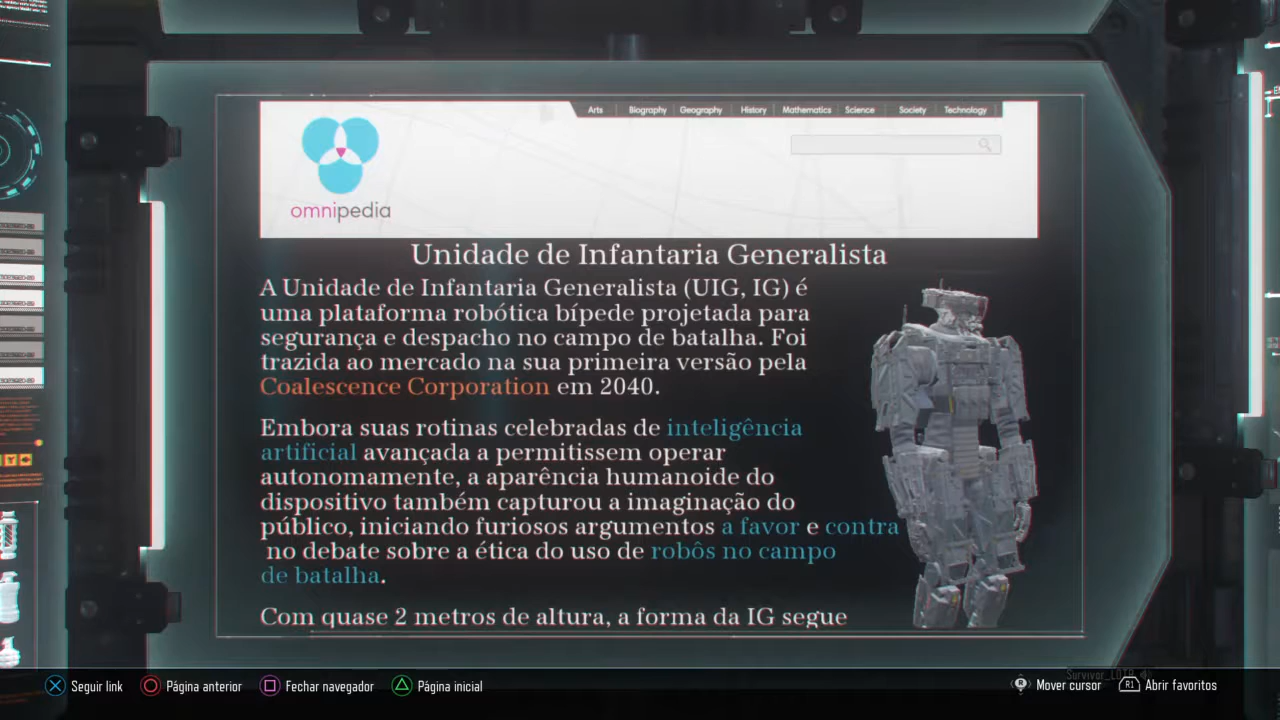 Arts Biography Geography History Mathematics Science Society Technology
omnipedia
Unidade de Infantaria Generalista
A Unidade de Infantaria Generalista (UIG, IG) é
uma plataforma robótica bípede projetada para
segurança e despacho no campo de batalha. Foi
trazida ao mercado na sua primeira versão pela
Coalescence Corporation em 2040.
Embora suas rotinas celebradas de inteligência
artificial avançada a permitissem operar
autonomamente, a aparência humanoide do
dispositivo também capturou a imaginação do
público, iniciando furiosos argumentos a favor e contra
no debate sobre a ética do uso de robôs no campo
de batalha.
Com quase 2 metros de altura, a forma da IG segue
Survivor_LOTR
Seguir link Página anterior Fechar navegador Página inicial R Mover cursor R1 Abrir favoritos